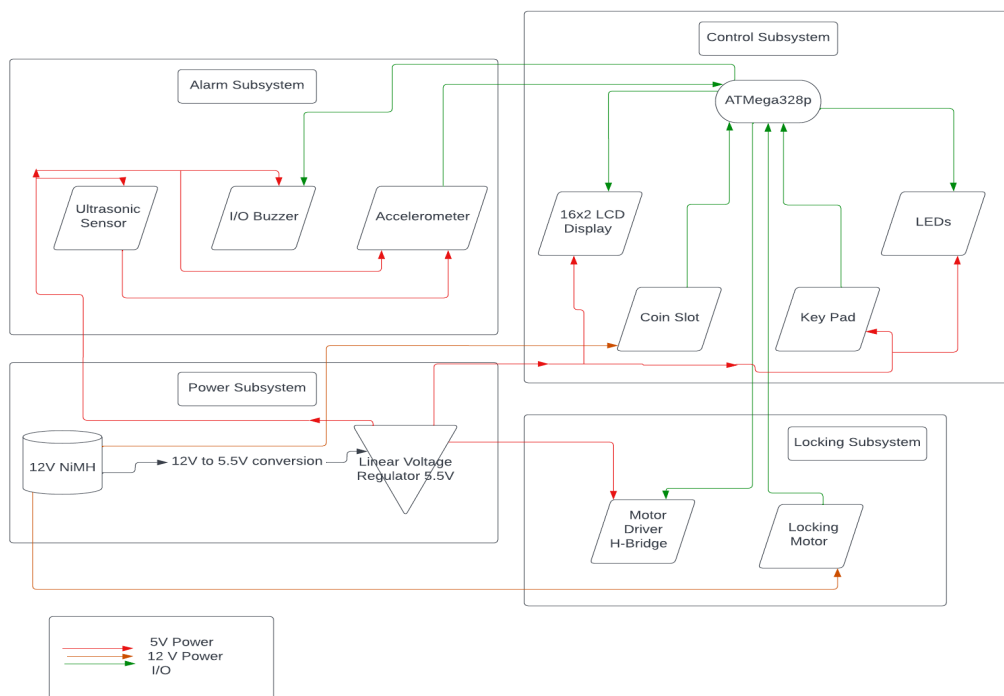 Control Subsystem
Alarm Subsystem
ATMega328p
Ultrasonic
Sensor
I/O Buzzer
Accelerometer
16x2 LCD
Display
LEDs
Coin Slot
Key Pad
Power Subsystem
Locking Subsystem
12V NiMH
12V to 5.5V conversion
Linear Voltage
Regulator 5.5V
Motor
Driver
H-Bridge
Locking
Motor
5V Power
12 V Power
I/O